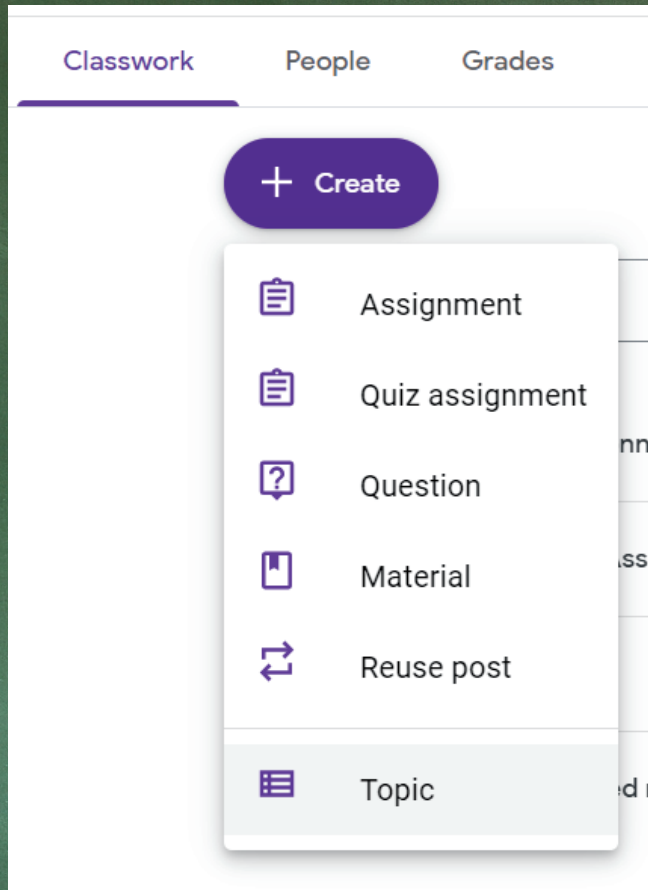 Classwork People Grades
+ Create
Assignment
Quiz assignment
Question
Material
Reuse post
Topic